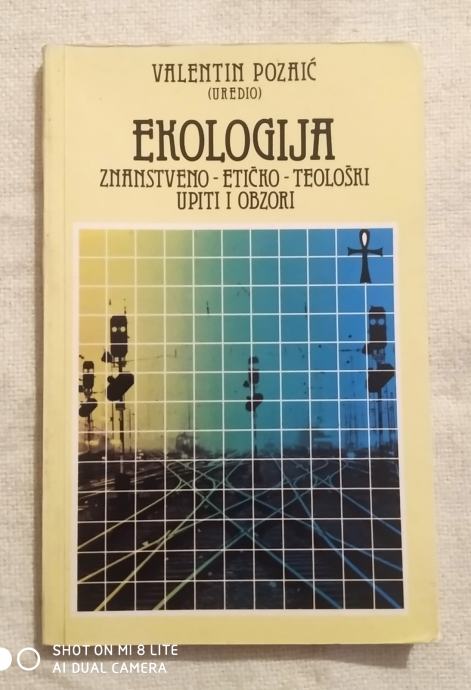 VALENTIN POZAIĆ
(UREDIO)
EKOLOGIJA
ZNANSTVENO - ETIČKO - TEOLOŠKI
UPITI I OBZORI
SHOT ON MI 8 LITE
AI DUAL CAMERA